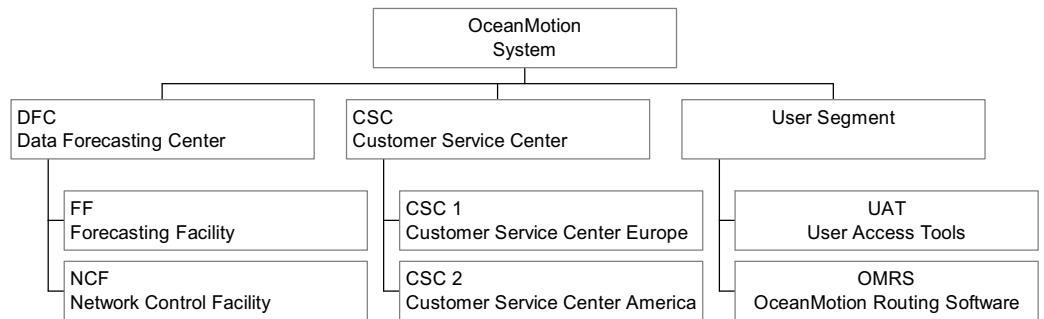 OceanMotion
System
DFC
Data Forecasting Center
CSC
Customer Service Center
User Segment
FF
Forecasting Facility
CSC 1
Customer Service Center Europe
UAT
User Access Tools
NCF
Network Control Facility
CSC 2
Customer Service Center America
OMRS
OceanMotion Routing Software